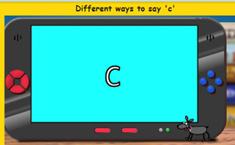 Different ways to say 'c'
c